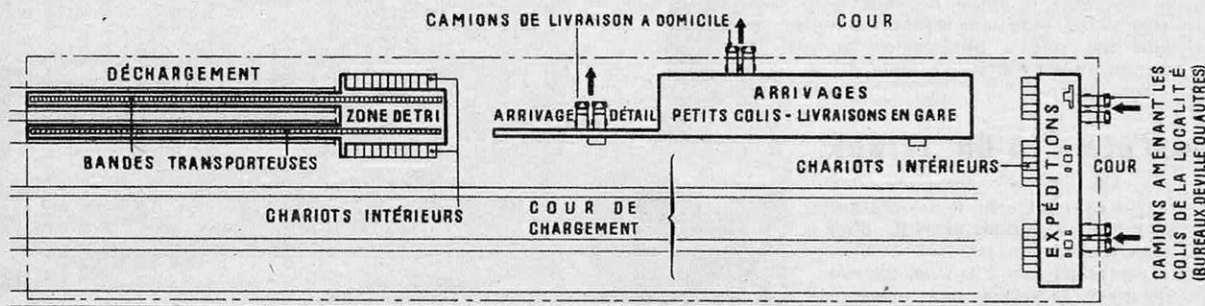 CAMIONS DE LIVRAISON A DOMICILE
COUR
DÉCHARGEMENT
ZONE DE TRI
BANDES TRANSPORTEUSES
CHARIOTS INTÉRIEURS
ARRIVAGE DÉTAIL
ARRIVAGES
PETITS COLIS - LIVRAISONS EN GARE
CHARIOTS INTÉRIEURS
COUR DE
CHARGEMENT
EXPÉDITIONS
COUR
CAMIONS AMENANT LES
COLIS DE LA LOCALITÉ
(BUREAUX DE VILLE OU AUTRES)